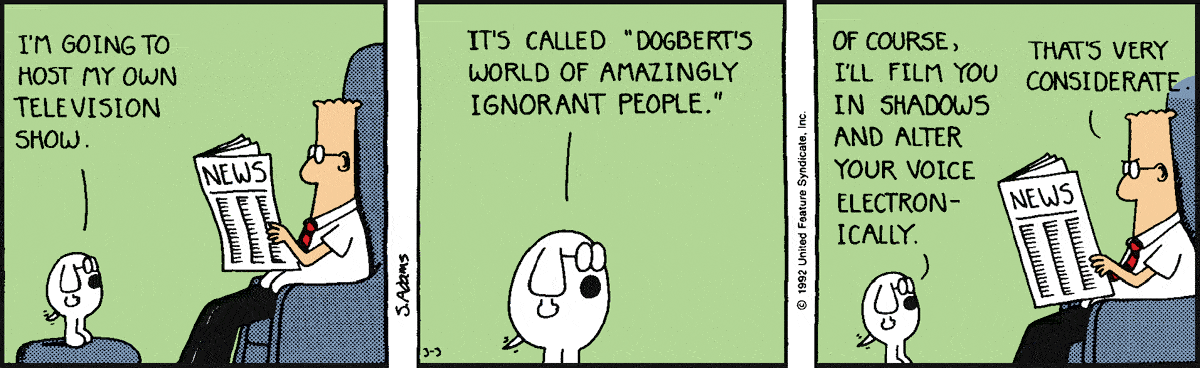 I'M GOING TO
HOST MY OWN
TELEVISION
SHOW.
NEWS
S.Adams
IT'S CALLED "DOGBERT'S
WORLD OF AMAZINGLY
IGNORANT PEOPLE."
3-3
© 1992 United Feature Syndicate, Inc.
OF COURSE,
I'LL FILM YOU
IN SHADOWS
AND ALTER
YOUR VOICE
ELECTRON-
ICALLY.
THAT'S VERY
CONSIDERATE.
NEWS